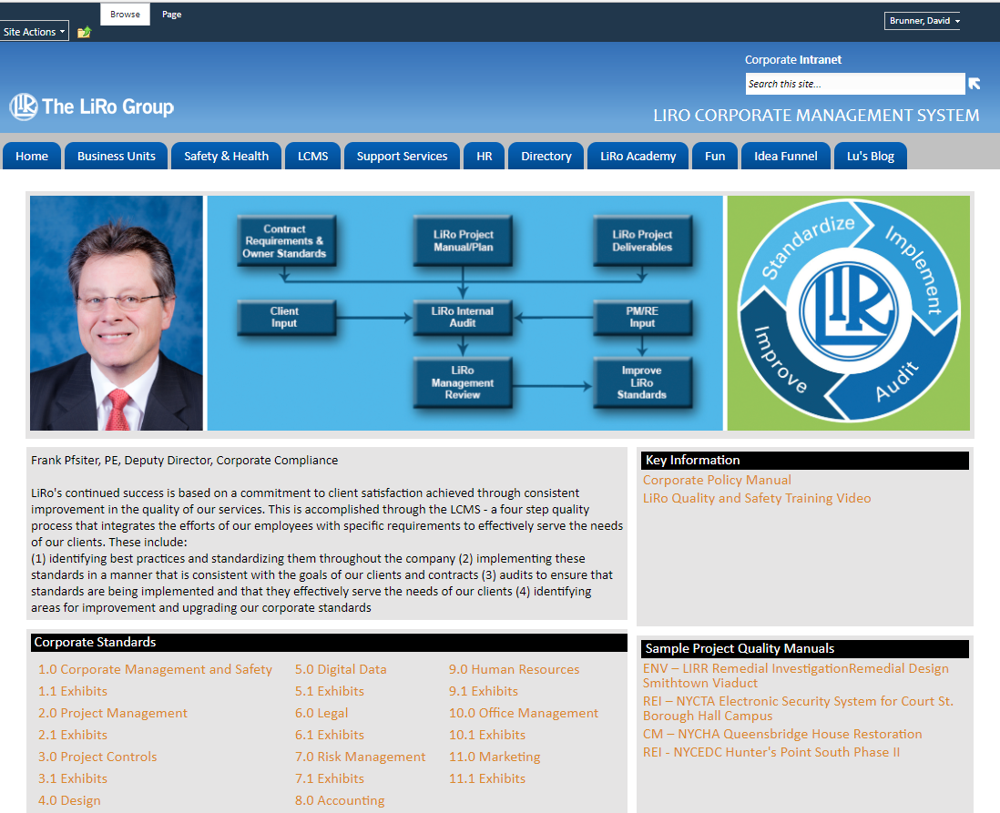 Browse
Page
Brunner, David
Site Actions
Corporate Intranet
Search this site...
LIR The LiRo Group
LIRO CORPORATE MANAGEMENT SYSTEM
Home
Business Units
Safety & Health
LCMS
Support Services
HR
Directory
LiRo Academy
Fun
Idea Funnel
Lu's Blog
Contract
Requirements &
Owner Standards
LiRo Project
Manual/Plan
LiRo Project
Deliverables
Client
Input
LiRo Internal
Audit
PM/RE
Input
LiRo
Management
Review
Improve
LiRo
Standards
Standardize
Implement
Audit
Improve
LIR
Frank Pfsiter, PE, Deputy Director, Corporate Compliance
LiRo's continued success is based on a commitment to client satisfaction achieved through consistent
improvement in the quality of our services. This is accomplished through the LCMS - a four step quality
process that integrates the efforts of our employees with specific requirements to effectively serve the needs
of our clients. These include:
(1) identifying best practices and standardizing them throughout the company (2) implementing these
standards in a manner that is consistent with the goals of our clients and contracts (3) audits to ensure that
standards are being implemented and that they effectively serve the needs of our clients (4) identifying
areas for improvement and upgrading our corporate standards
Key Information
Corporate Policy Manual
LiRo Quality and Safety Training Video
Corporate Standards
1.0 Corporate Management and Safety
1.1 Exhibits
2.0 Project Management
2.1 Exhibits
3.0 Project Controls
3.1 Exhibits
4.0 Design
5.0 Digital Data
5.1 Exhibits
6.0 Legal
6.1 Exhibits
7.0 Risk Management
7.1 Exhibits
8.0 Accounting
9.0 Human Resources
9.1 Exhibits
10.0 Office Management
10.1 Exhibits
11.0 Marketing
11.1 Exhibits
Sample Project Quality Manuals
ENV – LIRR Remedial InvestigationRemedial Design
Smithtown Viaduct
REI – NYCTA Electronic Security System for Court St.
Borough Hall Campus
CM – NYCHA Queensbridge House Restoration
REI - NYCEDC Hunter's Point South Phase II